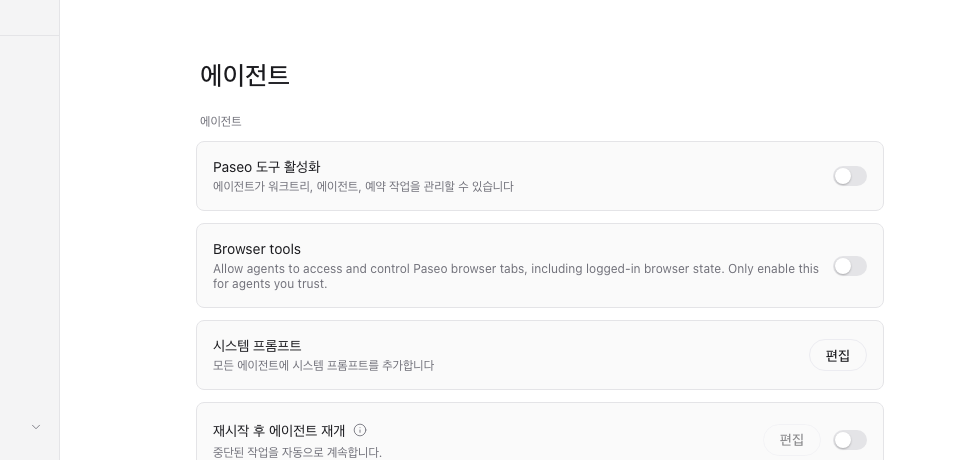 에이전트
에이전트
Paseo 도구 활성화
에이전트가 워크트리, 에이전트, 예약 작업을 관리할 수 있습니다
Browser tools
Allow agents to access and control Paseo browser tabs, including logged-in browser state. Only enable this
for agents you trust.
시스템 프롬프트
모든 에이전트에 시스템 프롬프트를 추가합니다
편집
재시작 후 에이전트 재개
중단된 작업을 자동으로 계속합니다.
편집